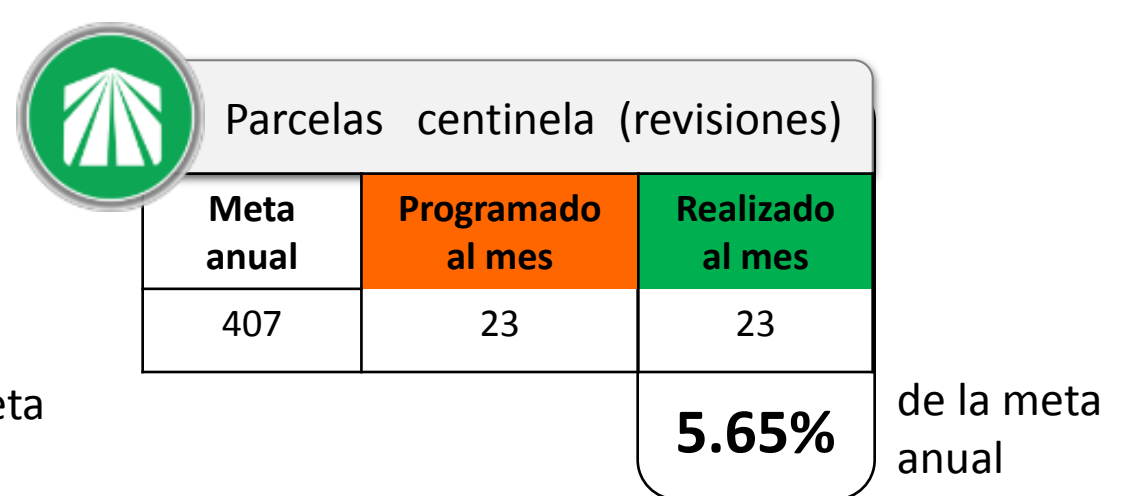 Parcelas centinela (revisiones)
Meta anual
Programado al mes
Realizado al mes
407 23 23
5.65%
de la meta
anual